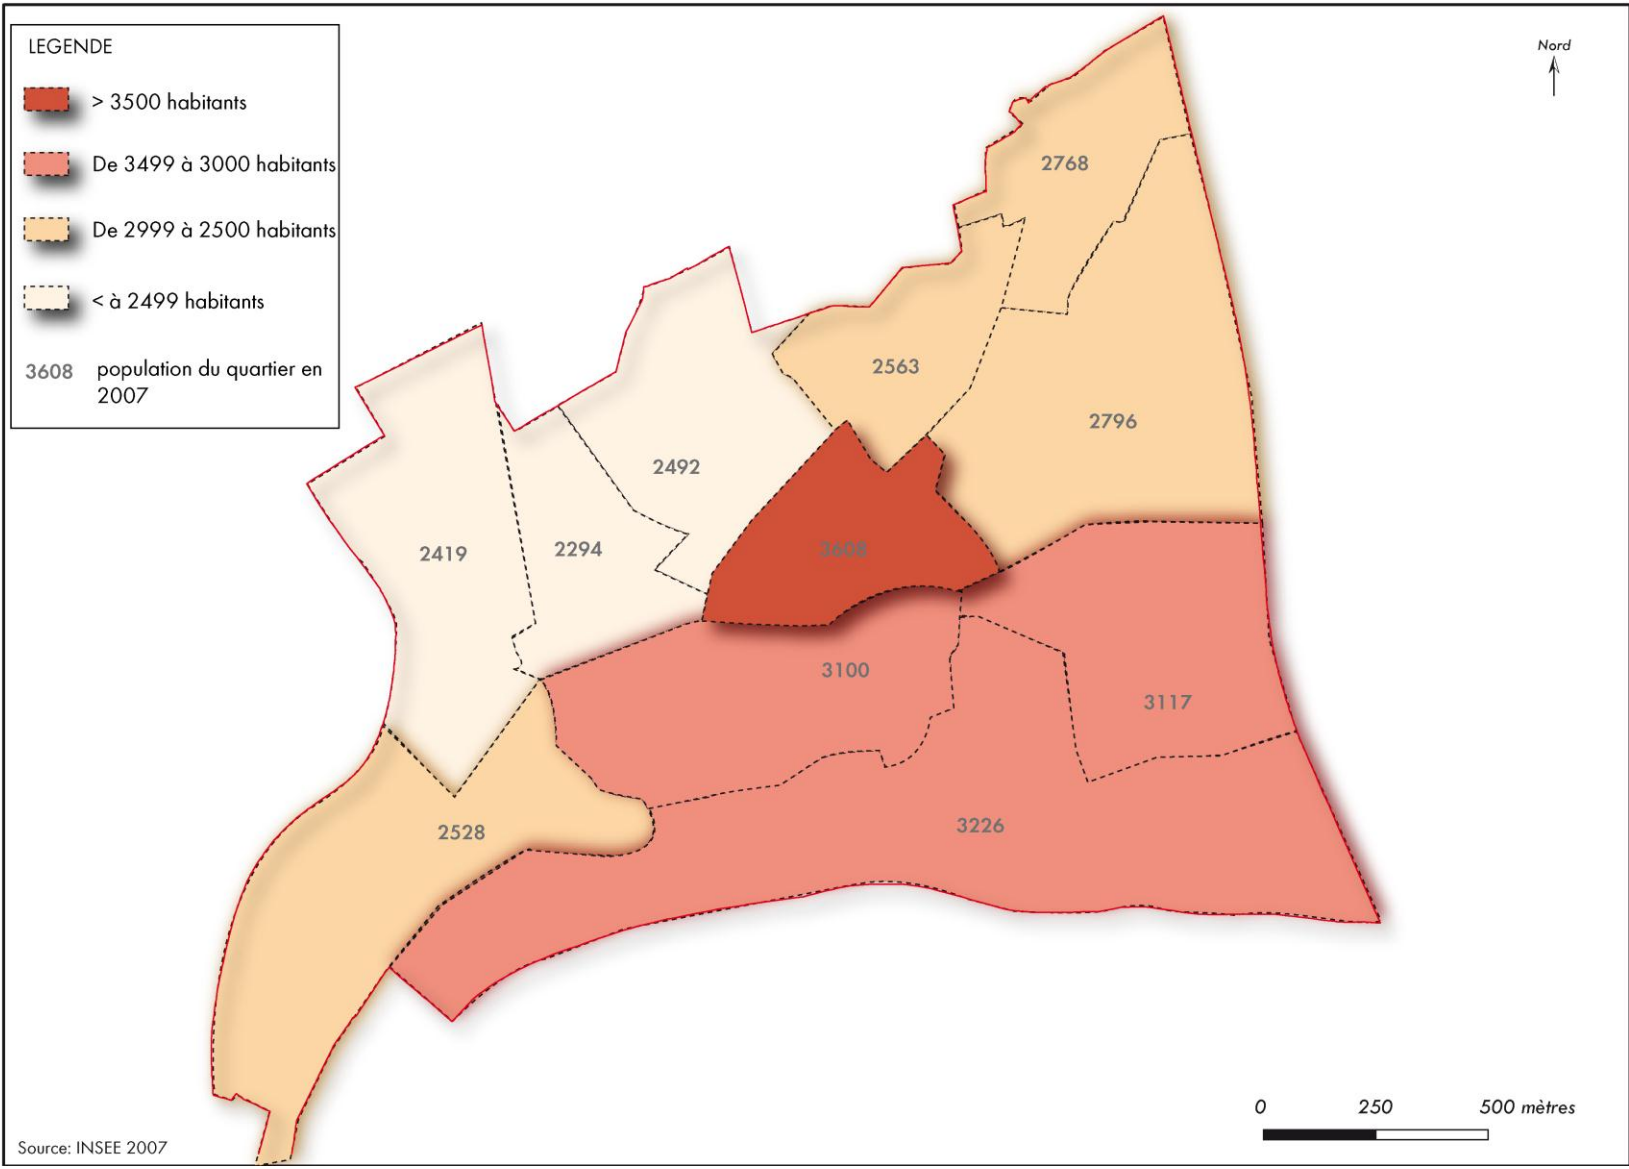 LEGENDE
> 3500 habitants
De 3499 à 3000 habitants
De 2999 à 2500 habitants
< à 2499 habitants
3608 population du quartier en
2007
Nord
2768
2563
2796
2492
2419
2294
3608
3100
3117
2528
3226
0 250 500 mètres
Source: INSEE 2007